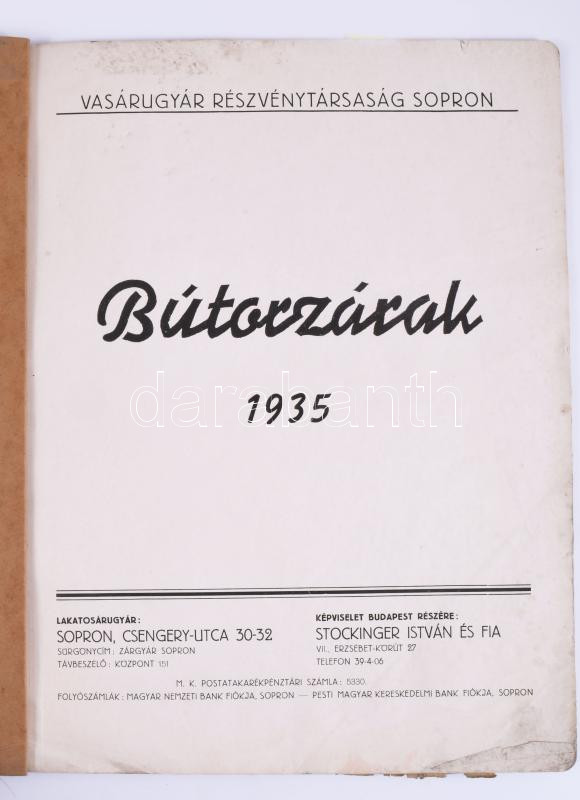 VASÁRUGYÁR RÉSZVÉNYTÁRSASÁG SOPRON
Bútorzárak
darabanth
1935
LAKATOSÁRUGYÁR:
SOPRON, CSENGERY-UTCA 30-32
SÜRGÖNYCÍM: ZÁRGYÁR SOPRON
TÁVBESZÉLŐ: KÖZPONT 151
KÉPVISELET BUDAPEST RÉSZÉRE:
STOCKINGER ISTVÁN ÉS FIA
VII., ERZSÉBET-KÖRÚT 27
TELEFON 39-4-06
M. K. POSTATAKARÉKPÉNZTÁRI SZÁMLA: 5330.
FOLYÓSZÁMLÁK: MAGYAR NEMZETI BANK FIÓKJA, SOPRON — PESTI MAGYAR KERESKEDELMI BANK FIÓKJA, SOPRON